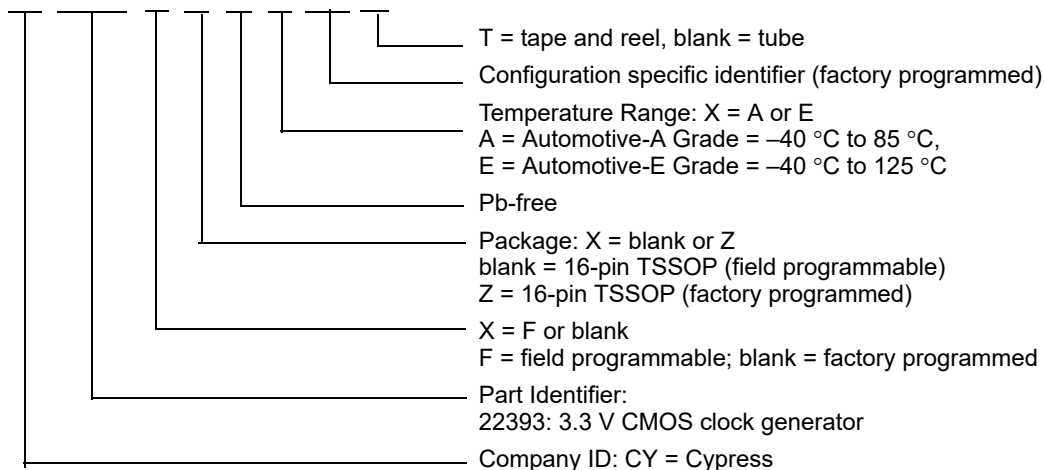 T = tape and reel, blank = tube
Configuration specific identifier (factory programmed)
Temperature Range: X = A or E
A = Automotive-A Grade = –40 °C to 85 °C,
E = Automotive-E Grade = –40 °C to 125 °C
Pb-free
Package: X = blank or Z
blank = 16-pin TSSOP (field programmable)
Z = 16-pin TSSOP (factory programmed)
X = F or blank
F = field programmable; blank = factory programmed
Part Identifier:
22393: 3.3 V CMOS clock generator
Company ID: CY = Cypress